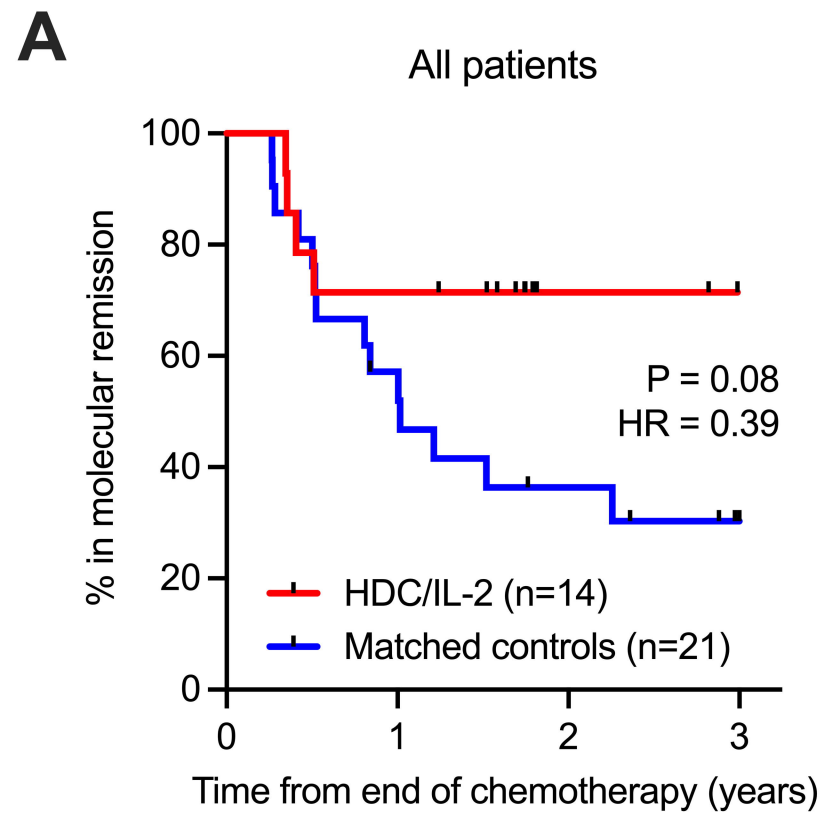 A
All patients
100
80
60
40
20
0
% in molecular remission
P = 0.08
HR = 0.39
HDC/IL-2 (n=14)
Matched controls (n=21)
0 1 2 3
Time from end of chemotherapy (years)